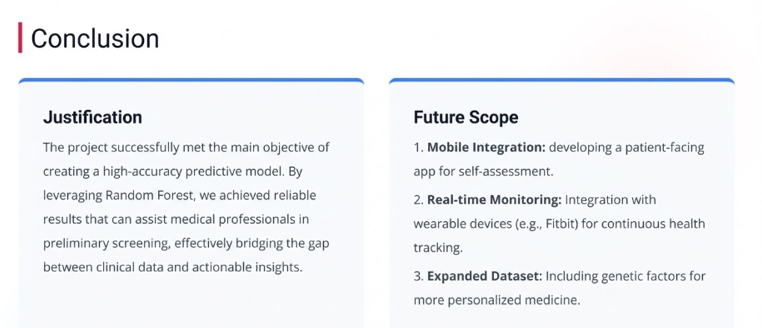 Conclusion
Justification
The project successfully met the main objective of
creating a high-accuracy predictive model. By
leveraging Random Forest, we achieved reliable
results that can assist medical professionals in
preliminary screening, effectively bridging the gap
between clinical data and actionable insights.
Future Scope
1. Mobile Integration: developing a patient-facing
app for self-assessment.
2. Real-time Monitoring: Integration with
wearable devices (e.g., Fitbit) for continuous health
tracking.
3. Expanded Dataset: Including genetic factors for
more personalized medicine.